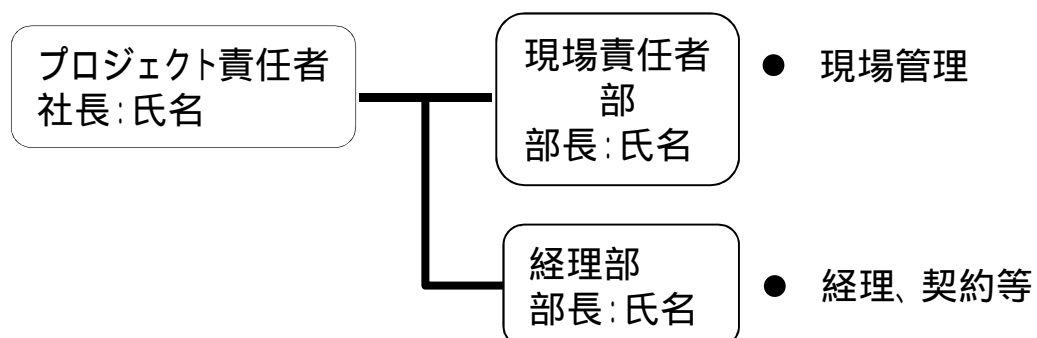 プロジェクト責任者
社長:氏名
現場責任者
部
部長:氏名
● 現場管理
経理部
部長:氏名
● 経理、契約等